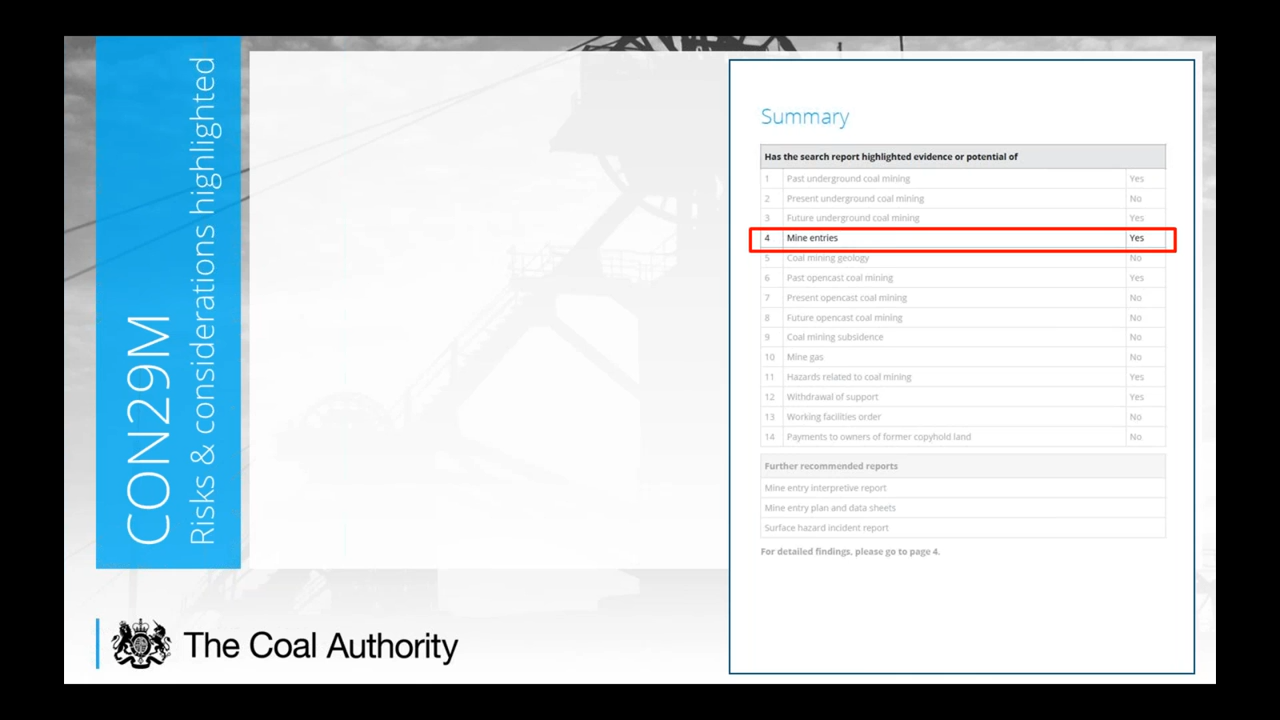 CON29M
Risks & considerations highlighted
Summary
Has the search report highlighted evidence or potential of
1 Past underground coal mining Yes
2 Present underground coal mining No
3 Future underground coal mining Yes
4 Mine entries Yes
5 Coal mining geology No
6 Past opencast coal mining Yes
7 Present opencast coal mining No
8 Future opencast coal mining No
9 Coal mining subsidence No
10 Mine gas No
11 Hazards related to coal mining Yes
12 Withdrawal of support Yes
13 Working facilities order No
14 Payments to owners of former copyhold land No
Further recommended reports
Mine entry interpretive report
Mine entry plan and data sheets
Surface hazard incident report
For detailed findings, please go to page 4.
The Coal Authority